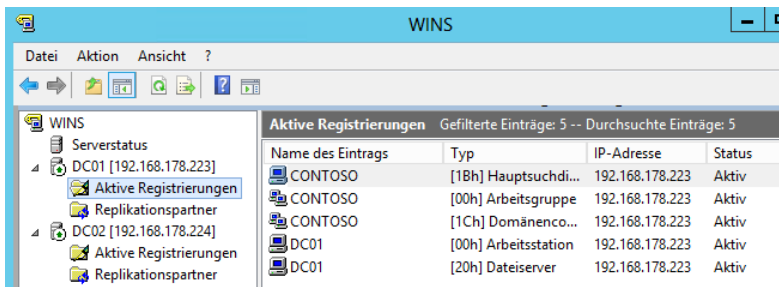 WINS
Datei Aktion Ansicht ?
WINS
Serverstatus
DC01 [192.168.178.223]
Aktive Registrierungen
Replikationspartner
DC02 [192.168.178.224]
Aktive Registrierungen
Replikationspartner
Aktive Registrierungen Gefilterte Einträge: 5 -- Durchsuchte Einträge: 5
Name des Eintrags Typ IP-Adresse Status
CONTOSO [1Bh] Hauptsuchdi... 192.168.178.223 Aktiv
CONTOSO [00h] Arbeitsgruppe 192.168.178.223 Aktiv
CONTOSO [1Ch] Domänenco... 192.168.178.223 Aktiv
DC01 [00h] Arbeitsstation 192.168.178.223 Aktiv
DC01 [20h] Dateiserver 192.168.178.223 Aktiv